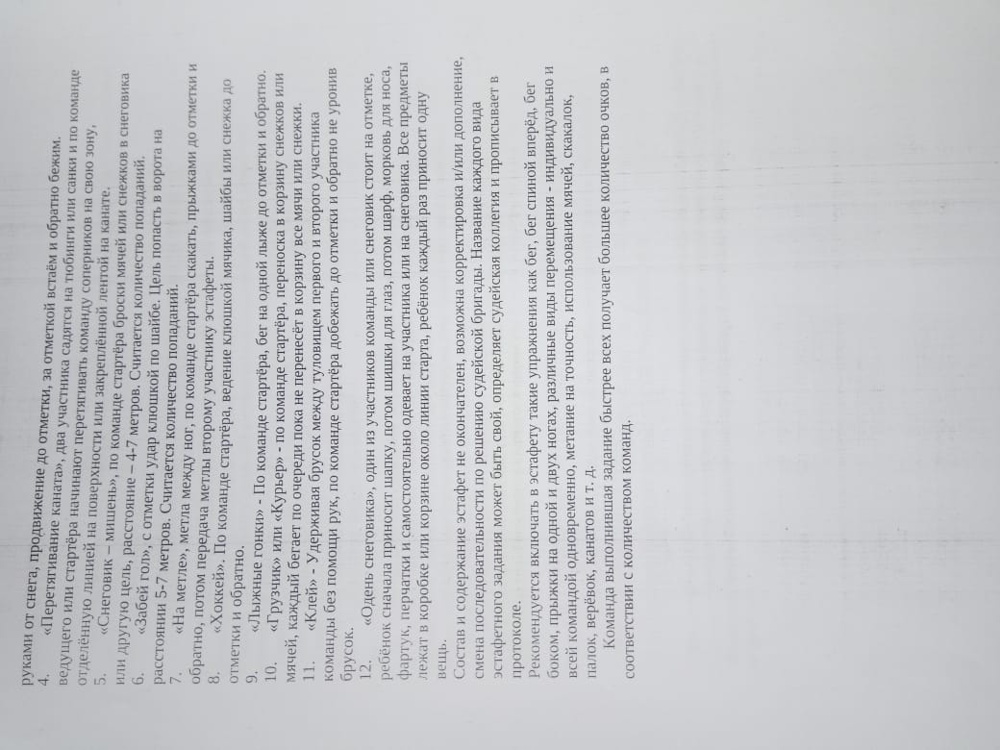 руками от снега, продвижение до отметки, за отметкой встаём и обратно бежим.
4. «Перетягивание каната», два участника садятся на тюбинги или санки и по команде
ведущего или стартёра начинают перетягивать команду соперников на свою зону,
отделённую линией на поверхности или закреплённой лентой на канате.
5. «Снеговик – мишень», по команде стартёра броски мячей или снежков в снеговика
или другую цель, расстояние – 4-7 метров. Считается количество попаданий.
6. «Забей гол», с отметки удар клюшкой по шайбе. Цель попасть в ворота на
расстоянии 5-7 метров. Считается количество попаданий.
7. «На метле», метла между ног, по команде стартёра скакать, прыжками до отметки и
обратно, потом передача метлы второму участнику эстафеты.
8. «Хоккей». По команде стартёра, ведение клюшкой мячика, шайбы или снежка до
отметки и обратно.
9. «Лыжные гонки» - По команде стартёра, бег на одной лыже до отметки и обратно.
10. «Грузчик» или «Курьер» - по команде стартёра, переноска в корзину снежков или
мячей, каждый бегает по очереди пока не перенесёт в корзину все мячи или снежки.
11. «Клей» - Удерживая брусок между туловищем первого и второго участника
команды без помощи рук, по команде стартёра добежать до отметки и обратно не уронив
брусок.
12. «Одень снеговика», один из участников команды или снеговик стоит на отметке,
ребёнок сначала приносит шапку, потом шишки для глаз, потом шарф, морковь для носа,
фартук, перчатки и самостоятельно одевает на участника или на снеговика. Все предметы
лежат в коробке или корзине около линии старта, ребёнок каждый раз приносит одну
вещь.
Состав и содержание эстафет не окончателен, возможна корректировка и/или дополнение,
смена последовательности по решению судейской бригады. Название каждого вида
эстафетного задания может быть свой, определяет судейская коллегия и прописывает в
протоколе.
Рекомендуется включать в эстафету такие упражнения как бег, бег спиной вперёд, бег
боком, прыжки на одной и двух ногах, различные виды перемещения - индивидуально и
всей командой одновременно, метание на точность, использование мячей, скакалок,
палок, верёвок, канатов и т. д.
Команда выполнившая задание быстрее всех получает большее количество очков, в
соответствии с количеством команд.